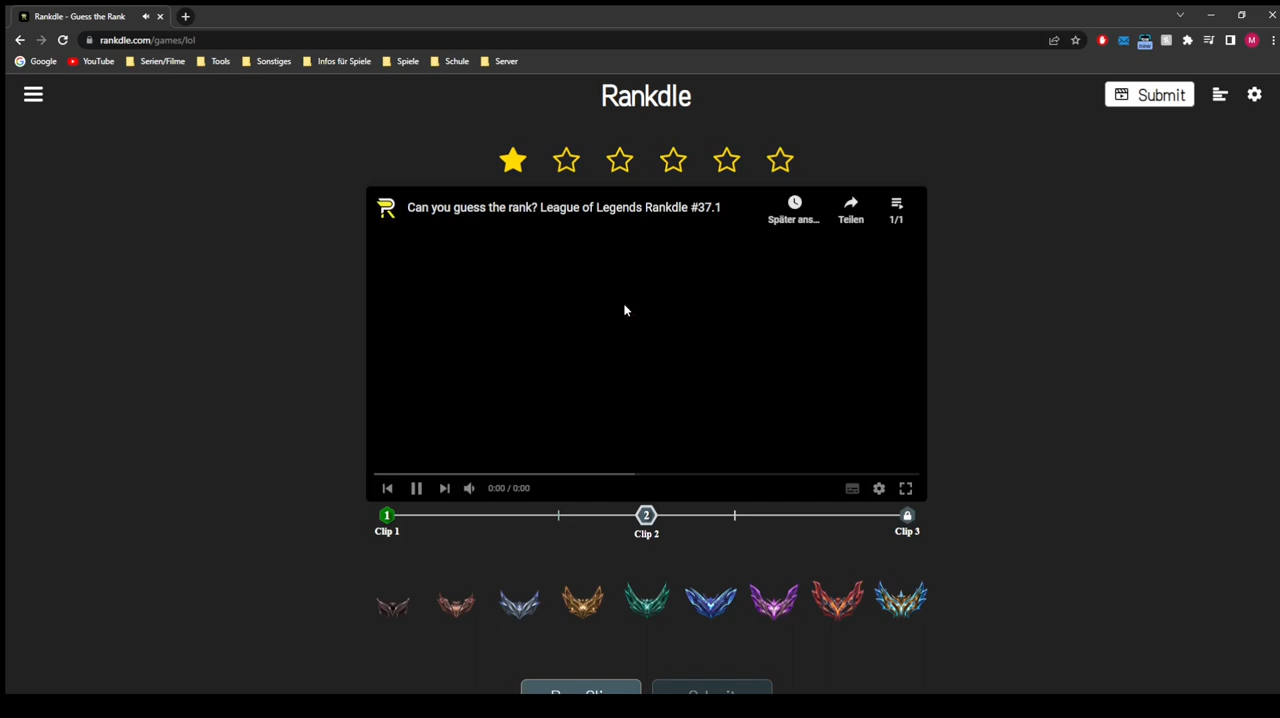 Rankdle - Guess the Rank
rankdle.com/games/lol
new
M
Google YouTube Serien/Filme Tools Sonstiges Infos für Spiele Spiele Schule Server
Rankdle
Submit
Can you guess the rank? League of Legends Rankdle #37.1
Später ans... Teilen 1/1
0:00 / 0:00
1 2
Clip 1 Clip 2 Clip 3